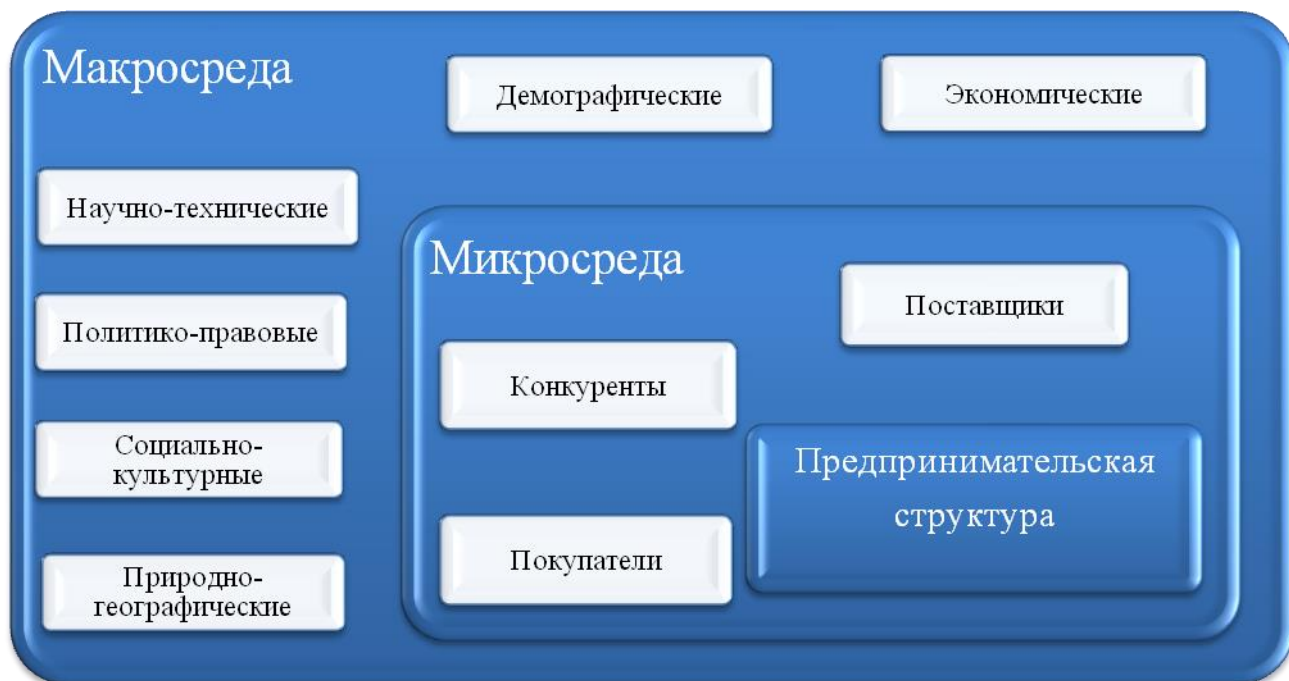 Макросреда
Демографические
Экономические
Научно-технические
Политико-правовые
Социально-
культурные
Природно-
географические
Микросреда
Поставщики
Конкуренты
Покупатели
Предпринимательская
структура